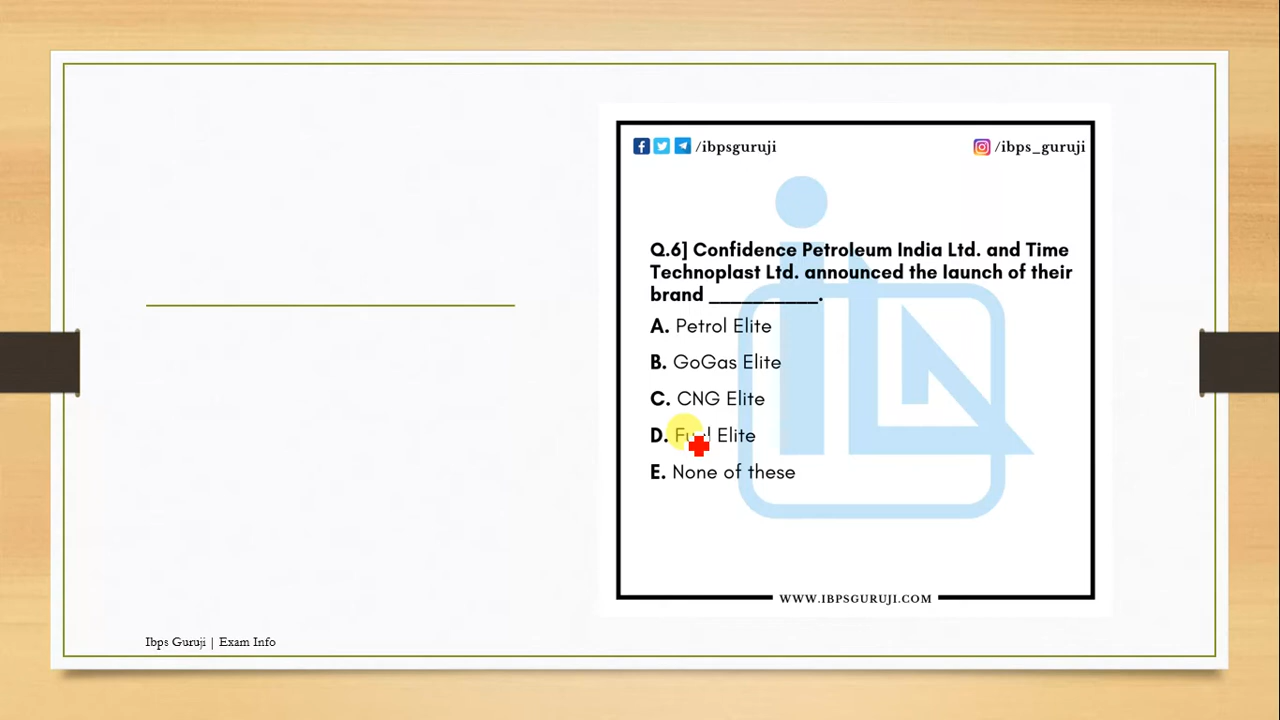 /ibpsguruji
/ibps_guruji
Q.6] Confidence Petroleum India Ltd. and Time
Technoplast Ltd. announced the launch of their
brand ___________.
A. Petrol Elite
B. GoGas Elite
C. CNG Elite
D. Fuel Elite
E. None of these
WWW.IBPSGURUJI.COM
Ibps Guruji | Exam Info